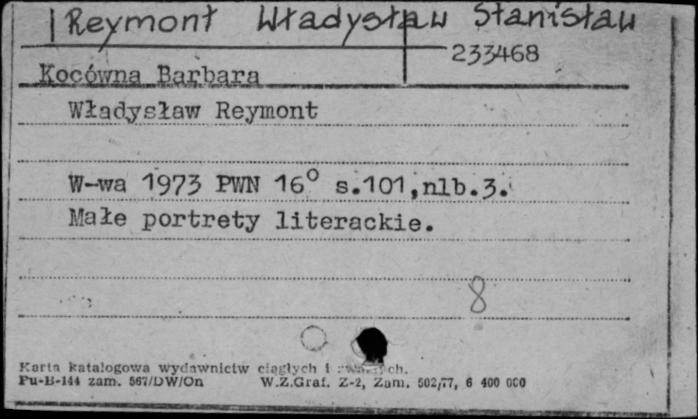 Reymont Władysław Stanisław
233468
Kocówna Barbara
Władysław Reymont
W-wa 1973 PWN 16° s.101,nlb.3.
Małe portrety literackie.
8
Karta katalogowa wydawnictw ciągłych i zwartych.
Pu-B-144 zam. 567/DW/On W.Z.Graf. Z-2, Zam. 502/77, 6 400 000